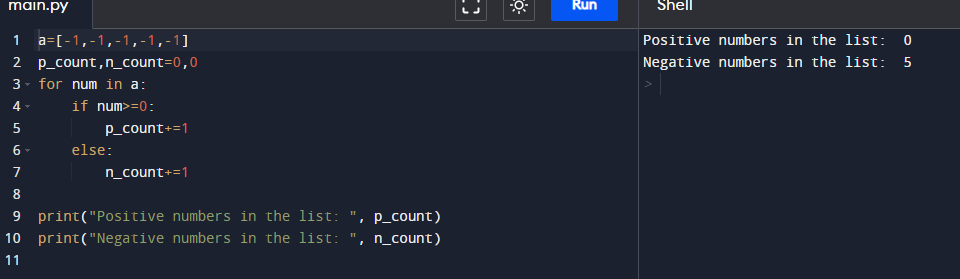 main.py
Run
Shell
1 a=[-1,-1,-1,-1,-1]
2 p_count,n_count=0,0
3 for num in a:
4 if num>=0:
5 p_count+=1
6 else:
7 n_count+=1
8
9 print("Positive numbers in the list: ", p_count)
10 print("Negative numbers in the list: ", n_count)
11
Positive numbers in the list:  0
Negative numbers in the list:  5
>